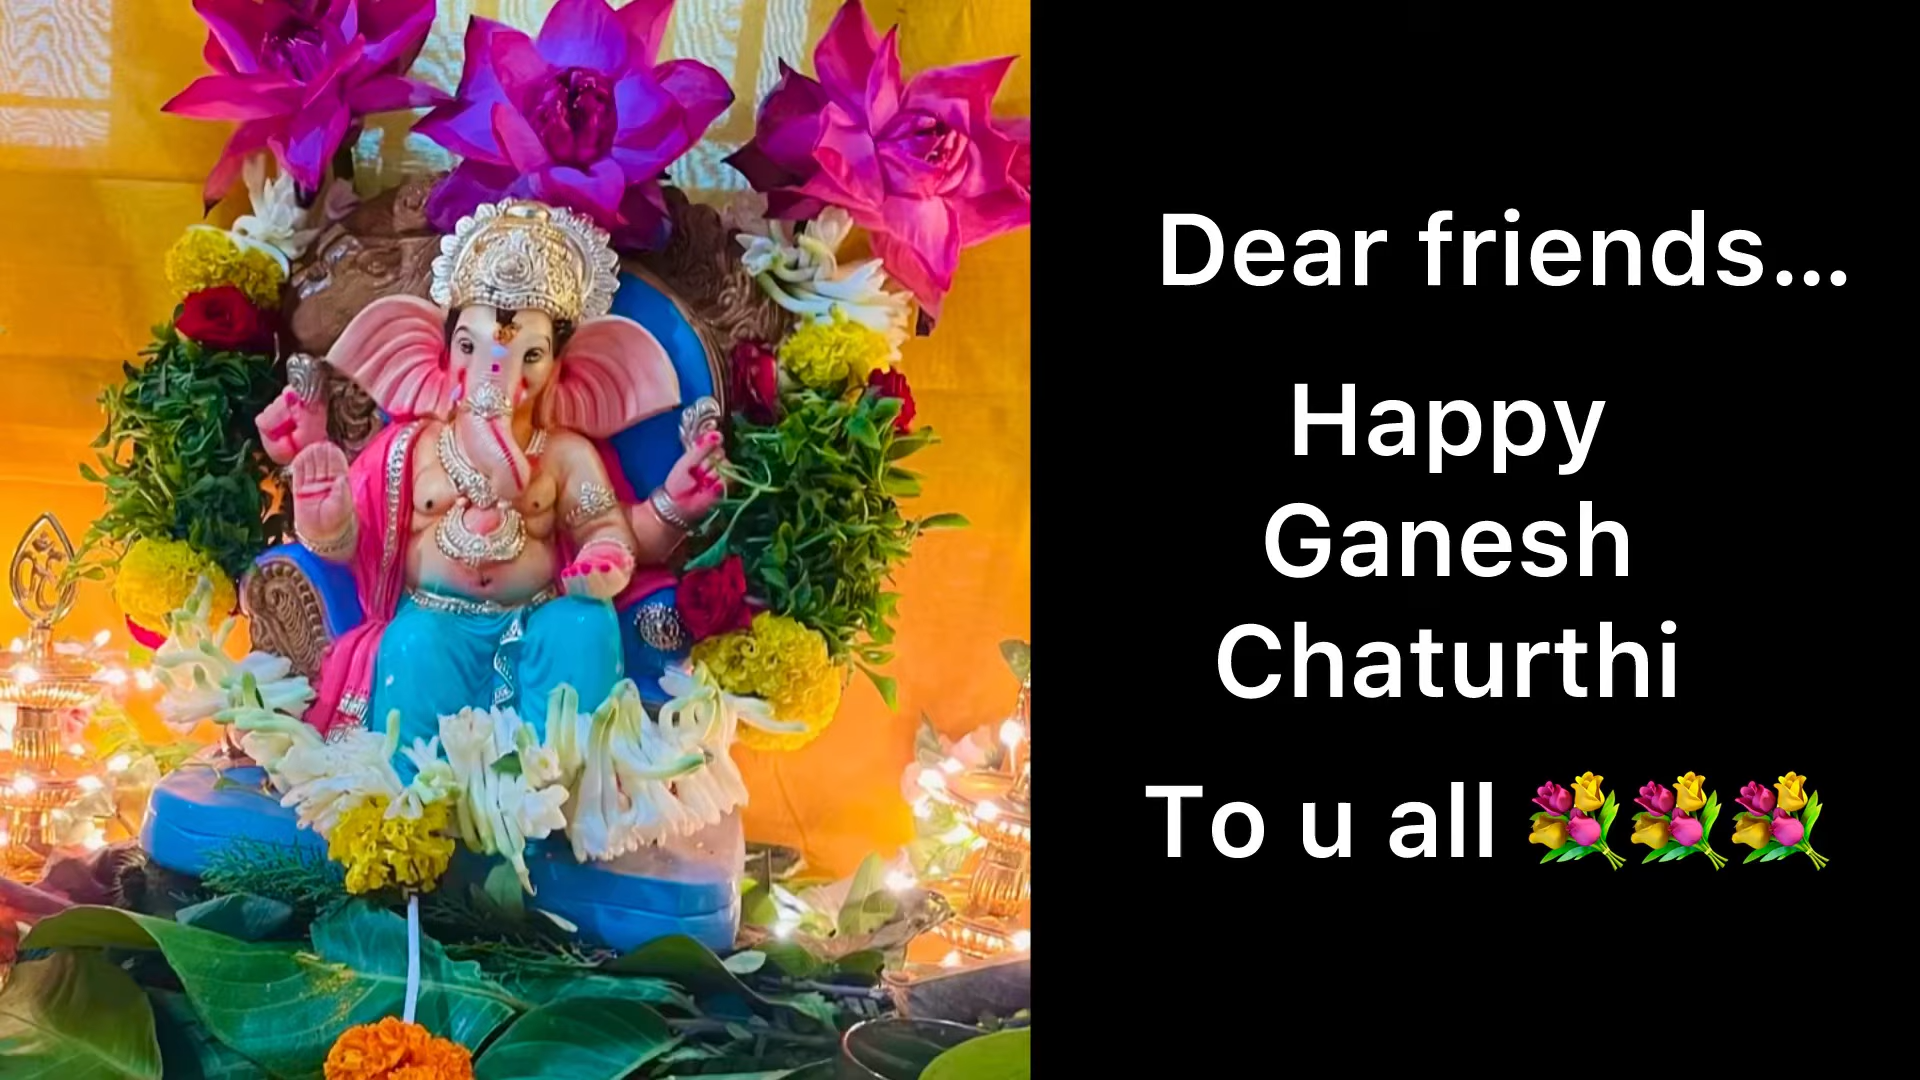 Dear friends...
Happy
Ganesh
Chaturthi
To u all 💐💐💐